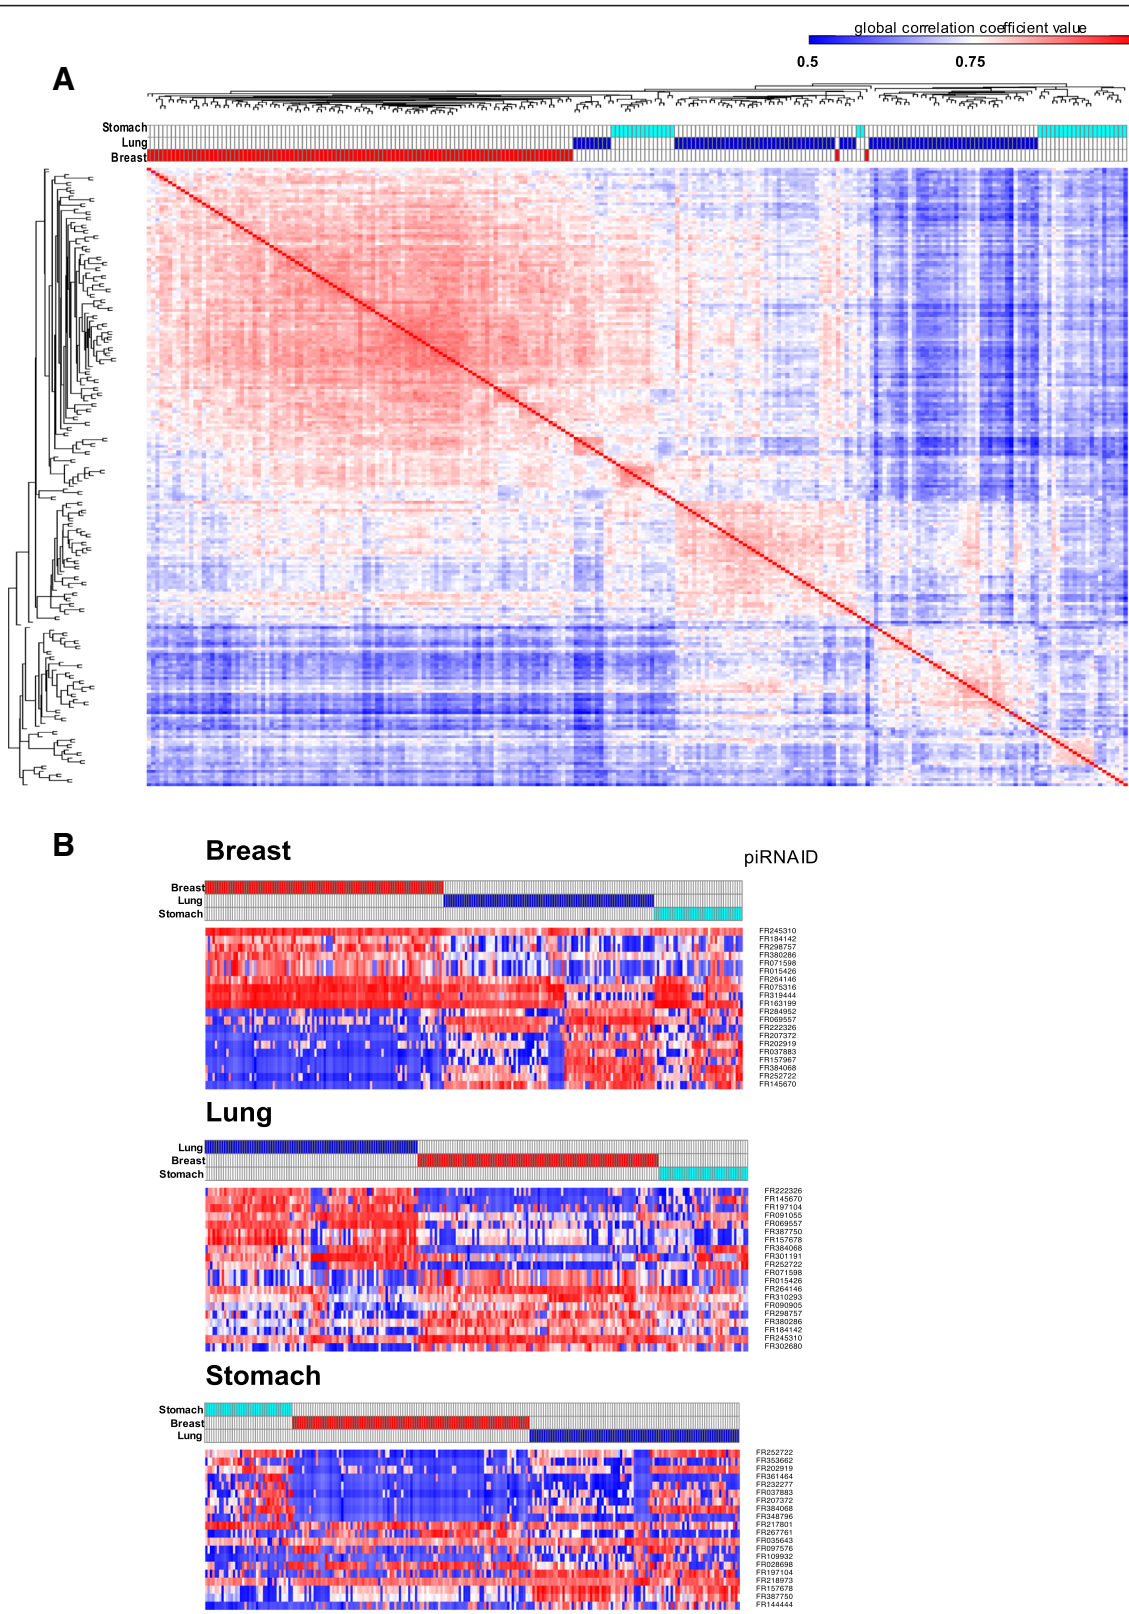 global correlation coefficient value
0.5 0.75
A
Stomach
Lung
Breast
B
Breast
piRNAID
Breast
Lung
Stomach
FR245310
FR184142
FR298757
FR380286
FR071598
FR015426
FR264146
FR075316
FR319444
FR163199
FR284952
FR069557
FR222326
FR207372
FR202919
FR037883
FR157967
FR384068
FR252722
FR145670
Lung
Lung
Breast
Stomach
FR222326
FR145670
FR197104
FR091055
FR069557
FR387750
FR157678
FR384068
FR301191
FR252722
FR071598
FR015426
FR264146
FR310293
FR090905
FR298757
FR380286
FR184142
FR245310
FR302680
Stomach
Stomach
Breast
Lung
FR252722
FR353662
FR202919
FR361464
FR232277
FR037883
FR207372
FR384068
FR348796
FR217801
FR267761
FR035643
FR097576
FR109932
FR028698
FR197104
FR218973
FR157678
FR387750
FR144444